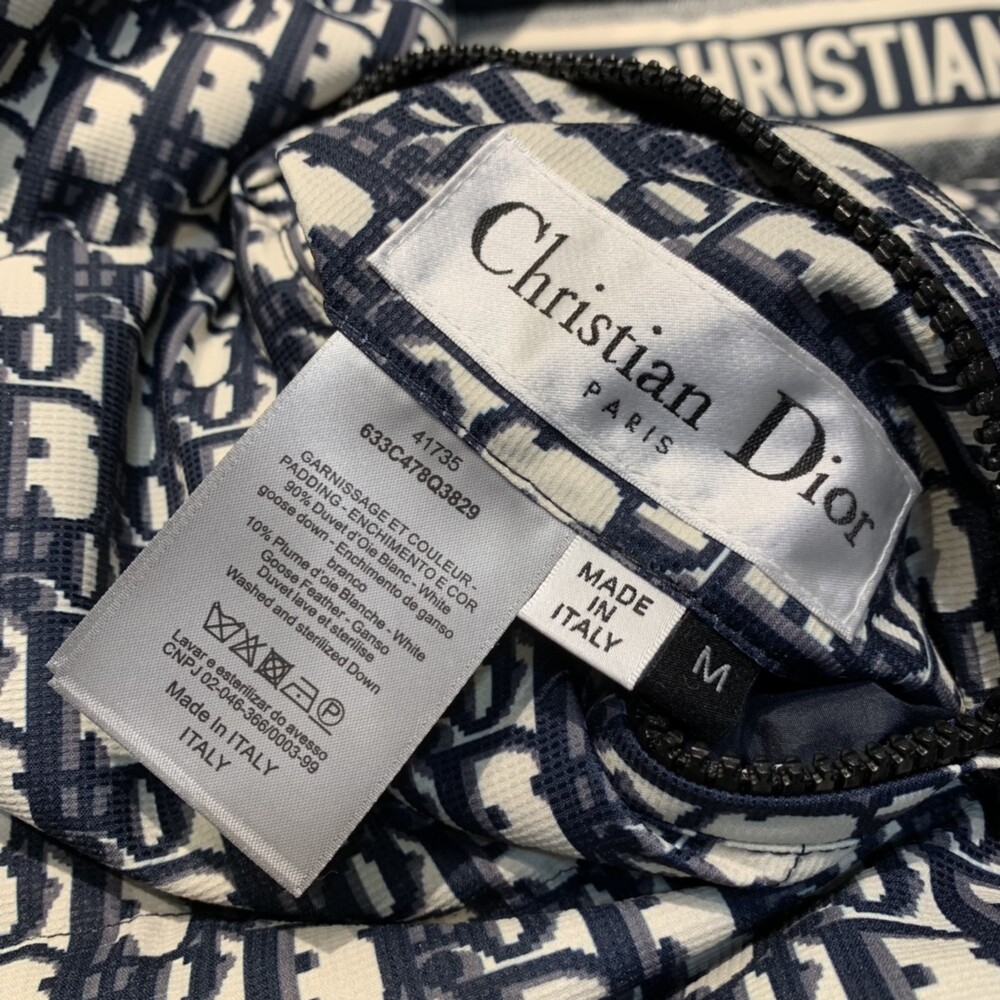 CHRISTIAN
Christian Dior
PARIS
41735
633C478Q3829
GARNISSAGE ET COULEUR.
PADDING - ENCHIMENTO E COR
90% Duvet d'Oie Blanc - White
goose down - Enchimento de ganso
branco
10% Plume d'oie Blanche - White
Goose Feather - Ganso
Duvet lave et sterilise
Washed and sterilized Down
P
Lavar e esterilizar do avesso
CNPJ 02-046-366/0003-99
Made In ITALY
ITALY
MADE
IN
ITALY
M